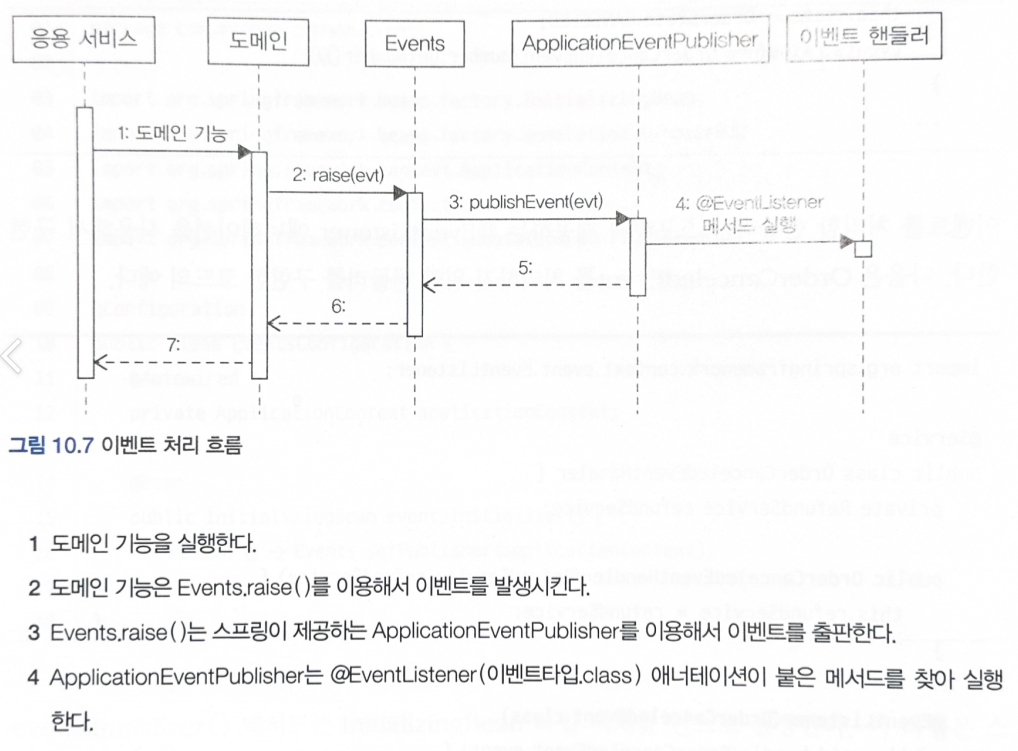 응용 서비스
도메인
Events
ApplicationEventPublisher
이벤트 핸들러
1: 도메인 기능
2: raise(evt)
3: publishEvent(evt)
4: @EventListener
메서드 실행
5:
6:
7:
그림 10.7 이벤트 처리 흐름
1 도메인 기능을 실행한다.
2 도메인 기능은 Events.raise()를 이용해서 이벤트를 발생시킨다.
3 Events.raise()는 스프링이 제공하는 ApplicationEventPublisher를 이용해서 이벤트를 출판한다.
4 ApplicationEventPublisher는 @EventListener(이벤트타입.class) 애너테이션이 붙은 메서드를 찾아 실행
한다.